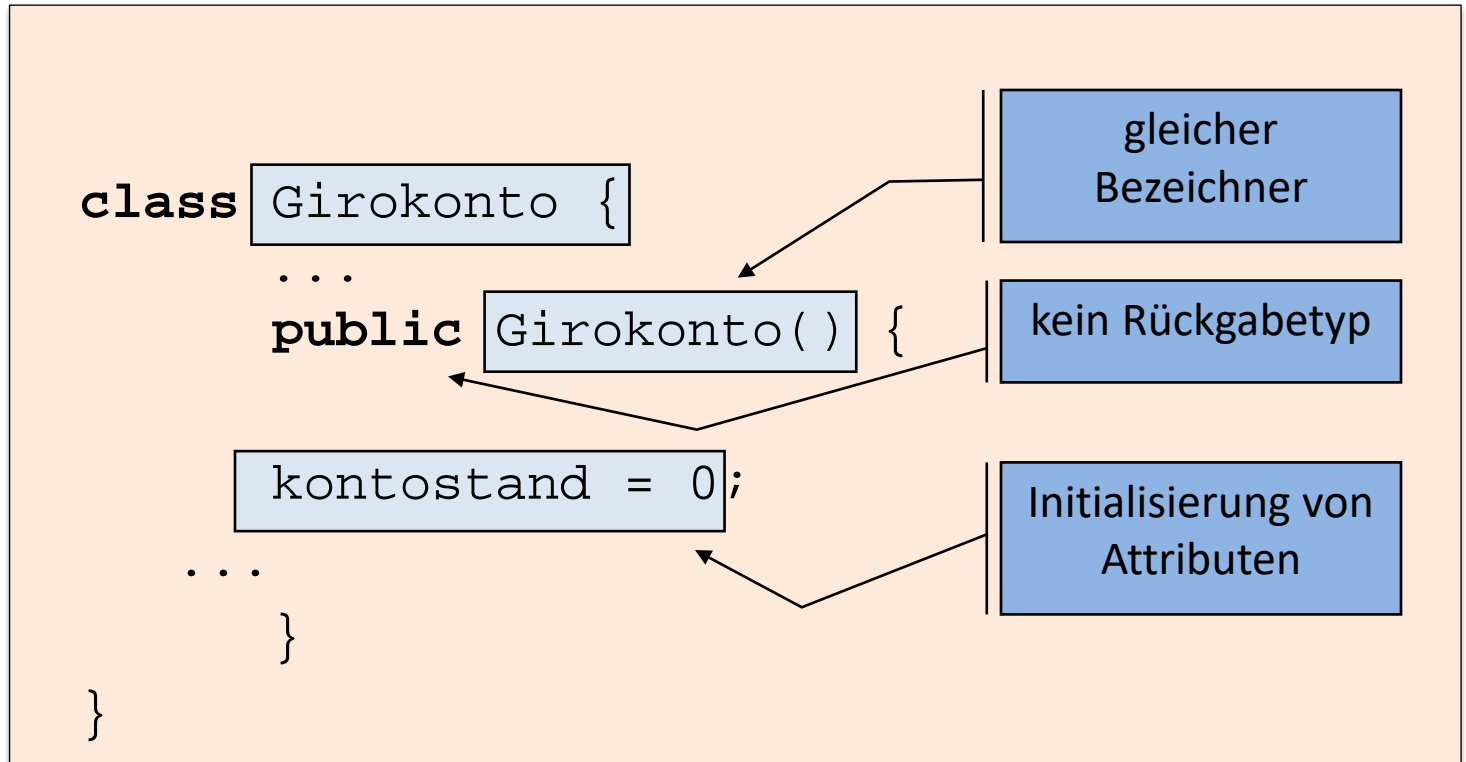 class Girokonto {
...
public Girokonto() {
kontostand = 0;
...
}
}
gleicher
Bezeichner
kein Rückgabetyp
Initialisierung von
Attributen